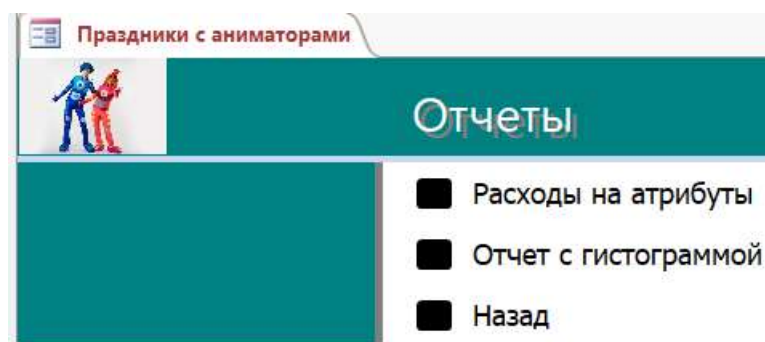 Праздники с аниматорами
Отчеты
Расходы на атрибуты
Отчет с гистограммой
Назад